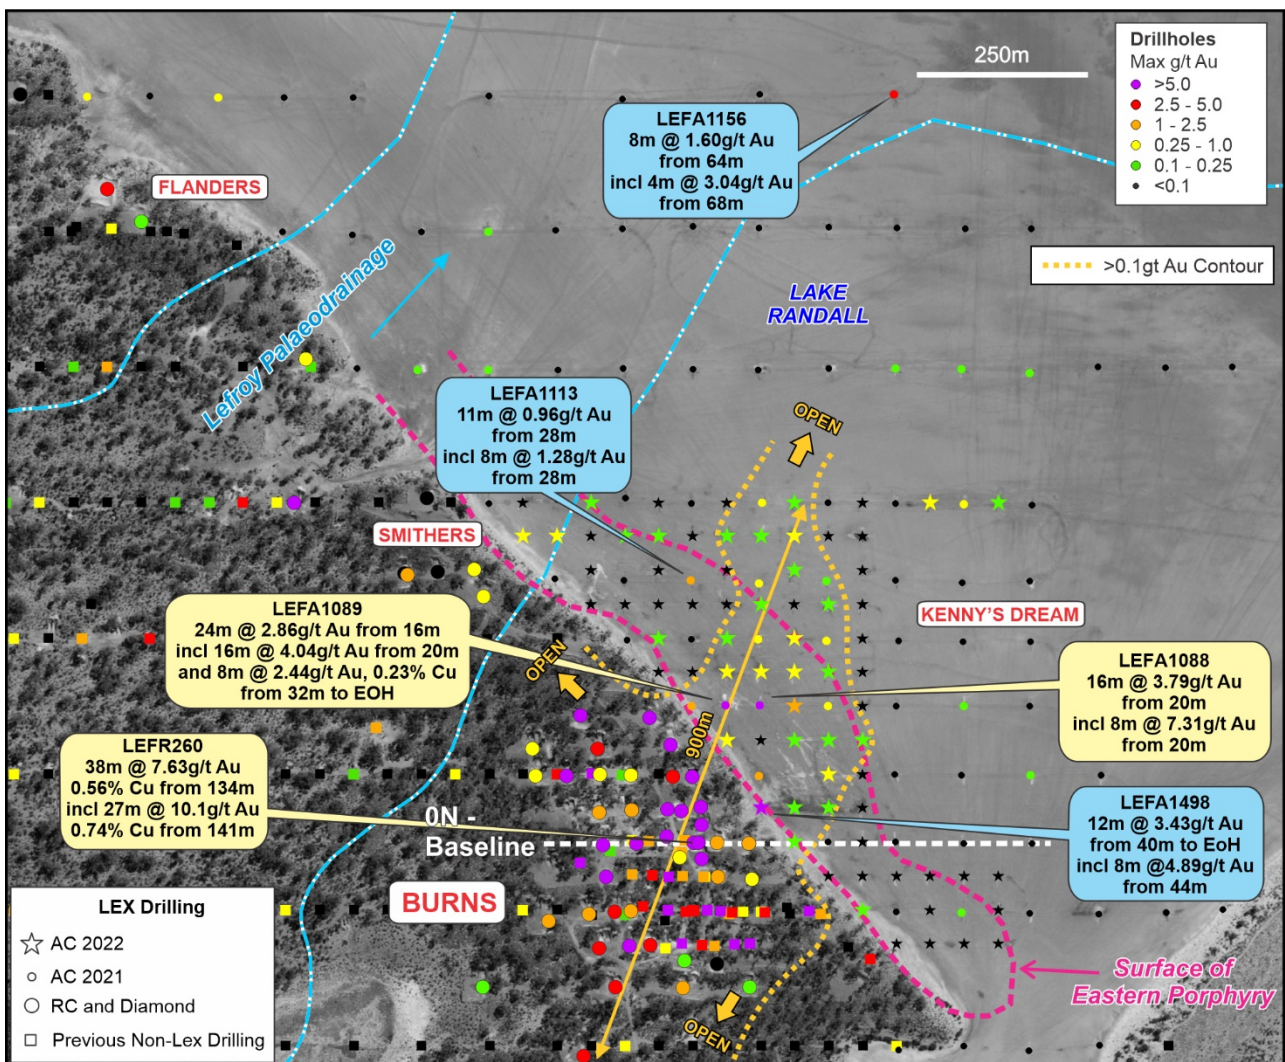 250m
Drillholes
Max g/t Au
>5.0
2.5 - 5.0
1 - 2.5
0.25 - 1.0
0.1 - 0.25
<0.1
>0.1gt Au Contour
LEFA1156
8m @ 1.60g/t Au
from 64m
incl 4m @ 3.04g/t Au
from 68m
FLANDERS
Lefroy Palaeodrainage
LAKE
RANDALL
LEFA1113
11m @ 0.96g/t Au
from 28m
incl 8m @ 1.28g/t Au
from 28m
OPEN
SMITHERS
KENNY'S DREAM
LEFA1089
24m @ 2.86g/t Au from 16m
incl 16m @ 4.04g/t Au from 20m
and 8m @ 2.44g/t Au, 0.23% Cu
from 32m to EOH
OPEN
LEFA1088
16m @ 3.79g/t Au
from 20m
incl 8m @ 7.31g/t Au
from 20m
900m
LEFR260
38m @ 7.63g/t Au
0.56% Cu from 134m
incl 27m @ 10.1g/t Au
0.74% Cu from 141m
0N -
Baseline
LEFA1498
12m @ 3.43g/t Au
from 40m to EoH
incl 8m @4.89g/t Au
from 44m
BURNS
LEX Drilling
AC 2022
AC 2021
RC and Diamond
Previous Non-Lex Drilling
OPEN
Surface of
Eastern Porphyry